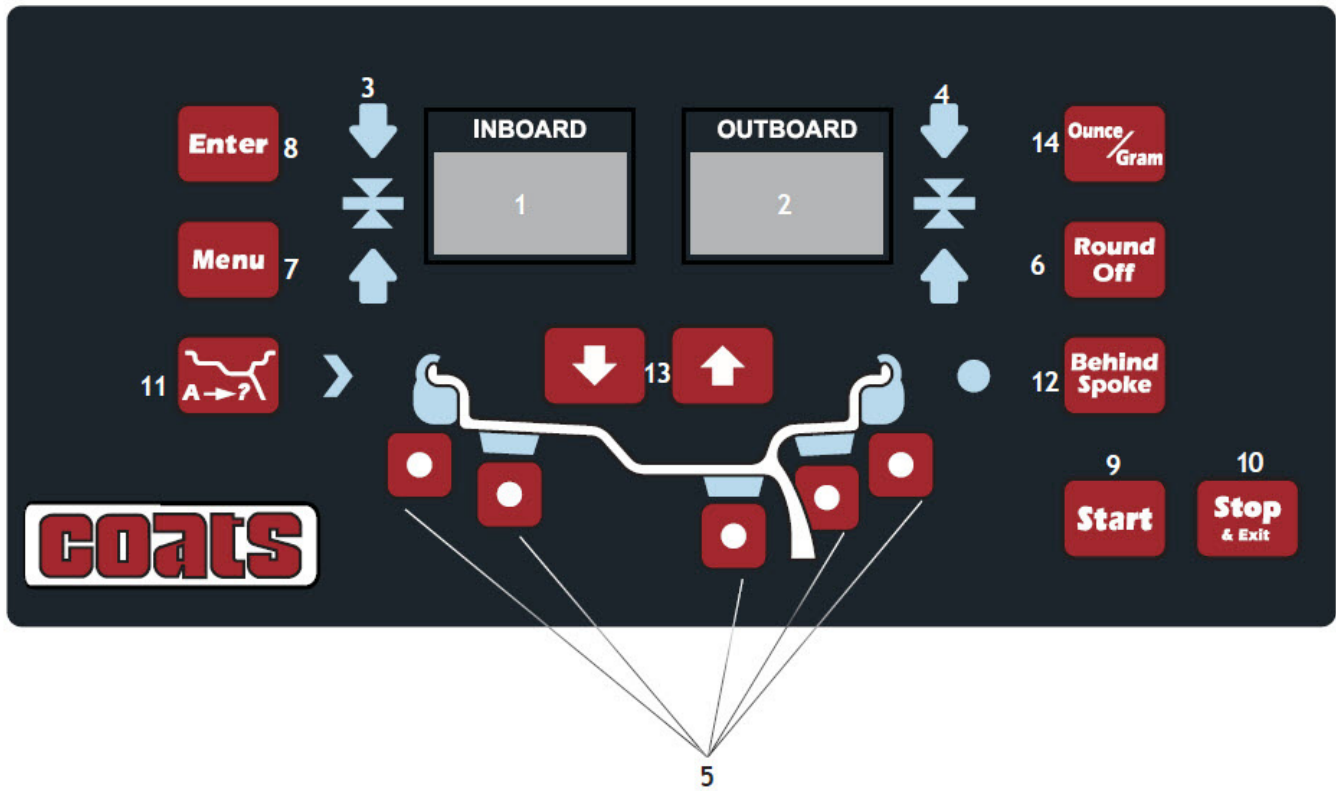 3
4
INBOARD
OUTBOARD
Enter
8
14
Ounce/
Gram
1
2
Menu
7
6
Round
Off
11
A→?
13
12
Behind
Spoke
9
10
Start
Stop
& Exit
coats
5